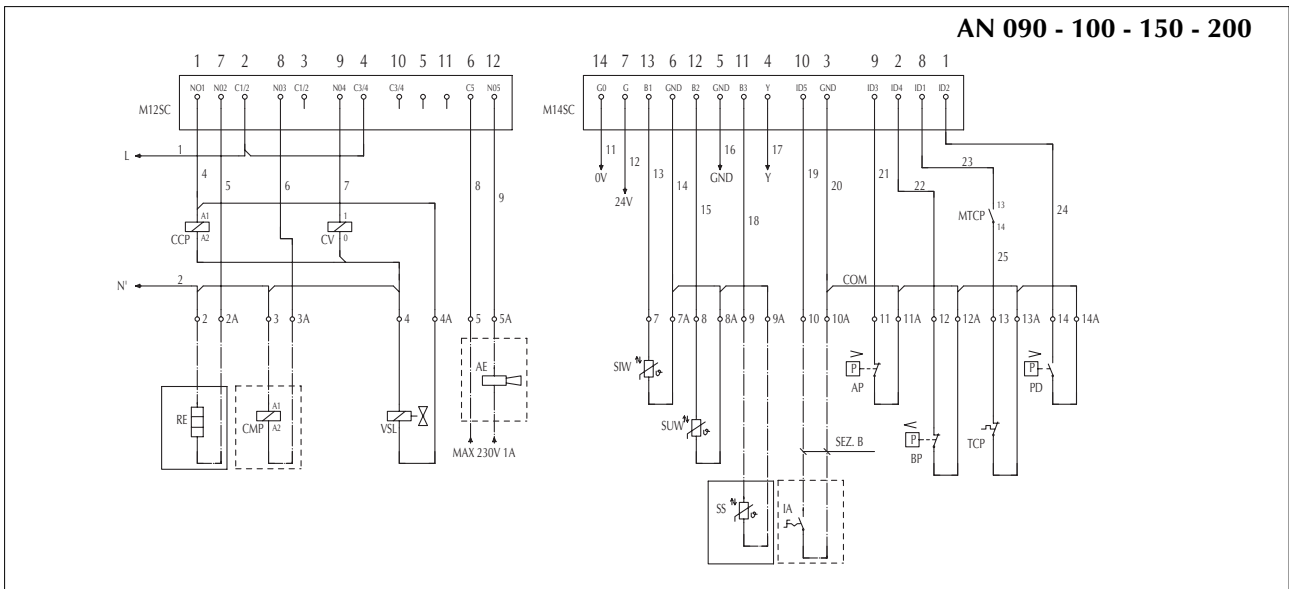 AN 090 - 100 - 150 - 200
1 7 2 8 3 9 4 10 5 11 6 12
14 7 13 6 12 5 11 4 10 3 9 2 8 1
NO1 N02 C1/2 N03 C1/2 N04 C3/4 C3/4 C5 N05
G0 G B1 GND B2 GND B3 Y ID5 GND ID3 ID4 ID1 ID2
M12SC
M14SC
L 1
4 5 6 7 8 9
11 12 13 14 15 16 17 18 19 20 21 22 23 24
0V
24V
GND
Y
CCP A1 A2
CV 1 0
MTCP 13 14
25
N' 2
COM
2 2A 3 3A 4 4A 5 5A
7 7A 8 8A 9 9A 10 10A 11 11A 12 12A 13 13A 14 14A
AE
SIW
P AP
P PD
RE
CMP A1 A2
VSL
SUW
P BP
TCP
MAX 230V 1A
SEZ. B
SS
IA